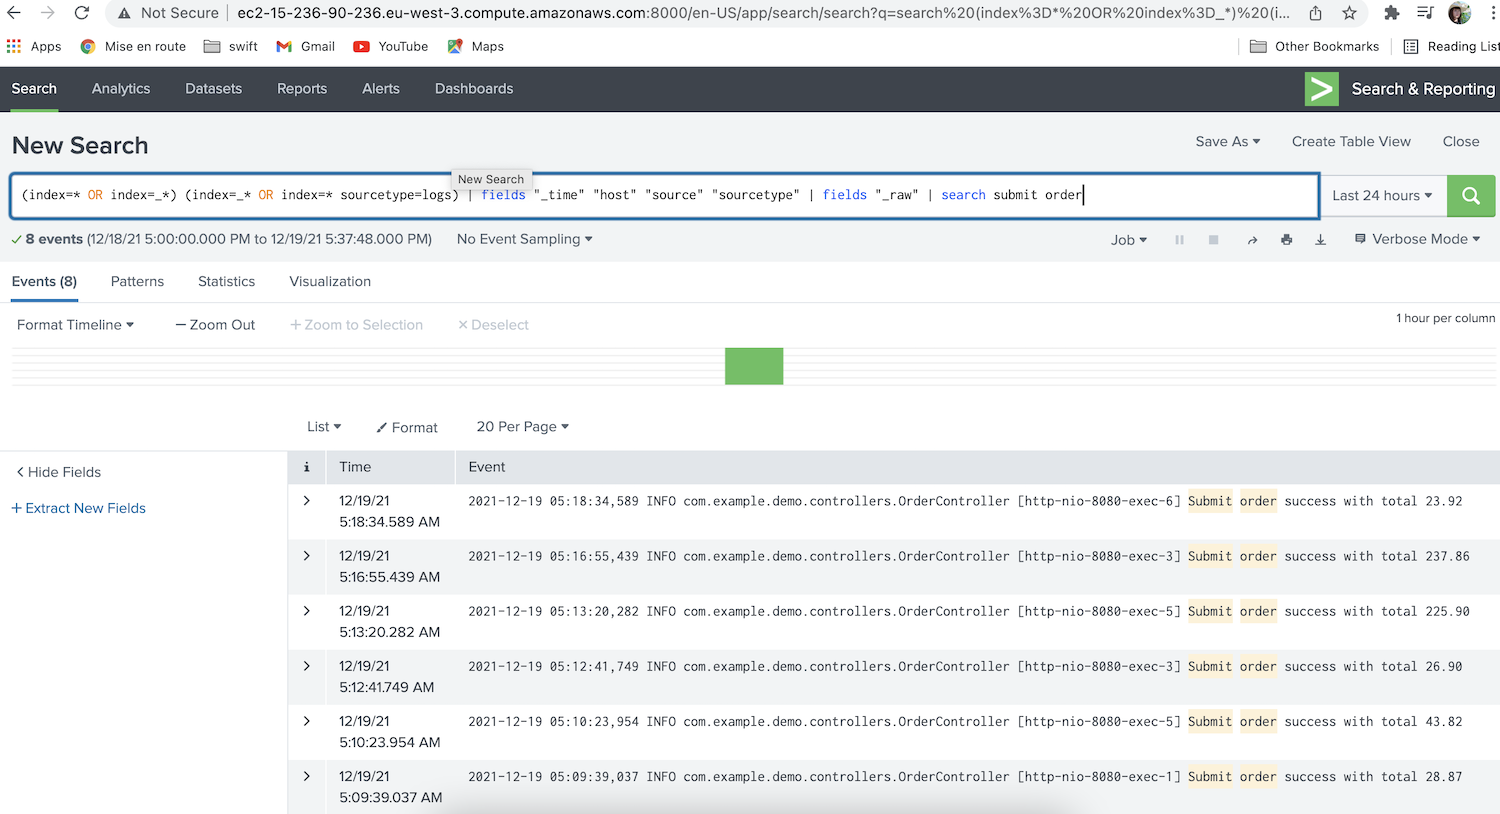 Not Secure | ec2-15-236-90-236.eu-west-3.compute.amazonaws.com:8000/en-US/app/search/search?q=search%20(index%3D*%20OR%20index%3D_*)%20(i...
Apps Mise en route swift Gmail YouTube Maps Other Bookmarks Reading List
Search Analytics Datasets Reports Alerts Dashboards > Search & Reporting
New Search Save As Create Table View Close
New Search
(index=* OR index=_*) (index=_* OR index=* sourcetype=logs) | fields "_time" "host" "source" "sourcetype" | fields "_raw" | search submit order Last 24 hours
8 events (12/18/21 5:00:00.000 PM to 12/19/21 5:37:48.000 PM) No Event Sampling Job Verbose Mode
Events (8) Patterns Statistics Visualization
Format Timeline — Zoom Out + Zoom to Selection × Deselect 1 hour per column
List Format 20 Per Page
< Hide Fields i Time Event
+ Extract New Fields
> 12/19/21 2021-12-19 05:18:34,589 INFO com.example.demo.controllers.OrderController [http-nio-8080-exec-6] Submit order success with total 23.92
5:18:34.589 AM
> 12/19/21 2021-12-19 05:16:55,439 INFO com.example.demo.controllers.OrderController [http-nio-8080-exec-3] Submit order success with total 237.86
5:16:55.439 AM
> 12/19/21 2021-12-19 05:13:20,282 INFO com.example.demo.controllers.OrderController [http-nio-8080-exec-5] Submit order success with total 225.90
5:13:20.282 AM
> 12/19/21 2021-12-19 05:12:41,749 INFO com.example.demo.controllers.OrderController [http-nio-8080-exec-3] Submit order success with total 26.90
5:12:41.749 AM
> 12/19/21 2021-12-19 05:10:23,954 INFO com.example.demo.controllers.OrderController [http-nio-8080-exec-5] Submit order success with total 43.82
5:10:23.954 AM
> 12/19/21 2021-12-19 05:09:39,037 INFO com.example.demo.controllers.OrderController [http-nio-8080-exec-1] Submit order success with total 28.87
5:09:39.037 AM